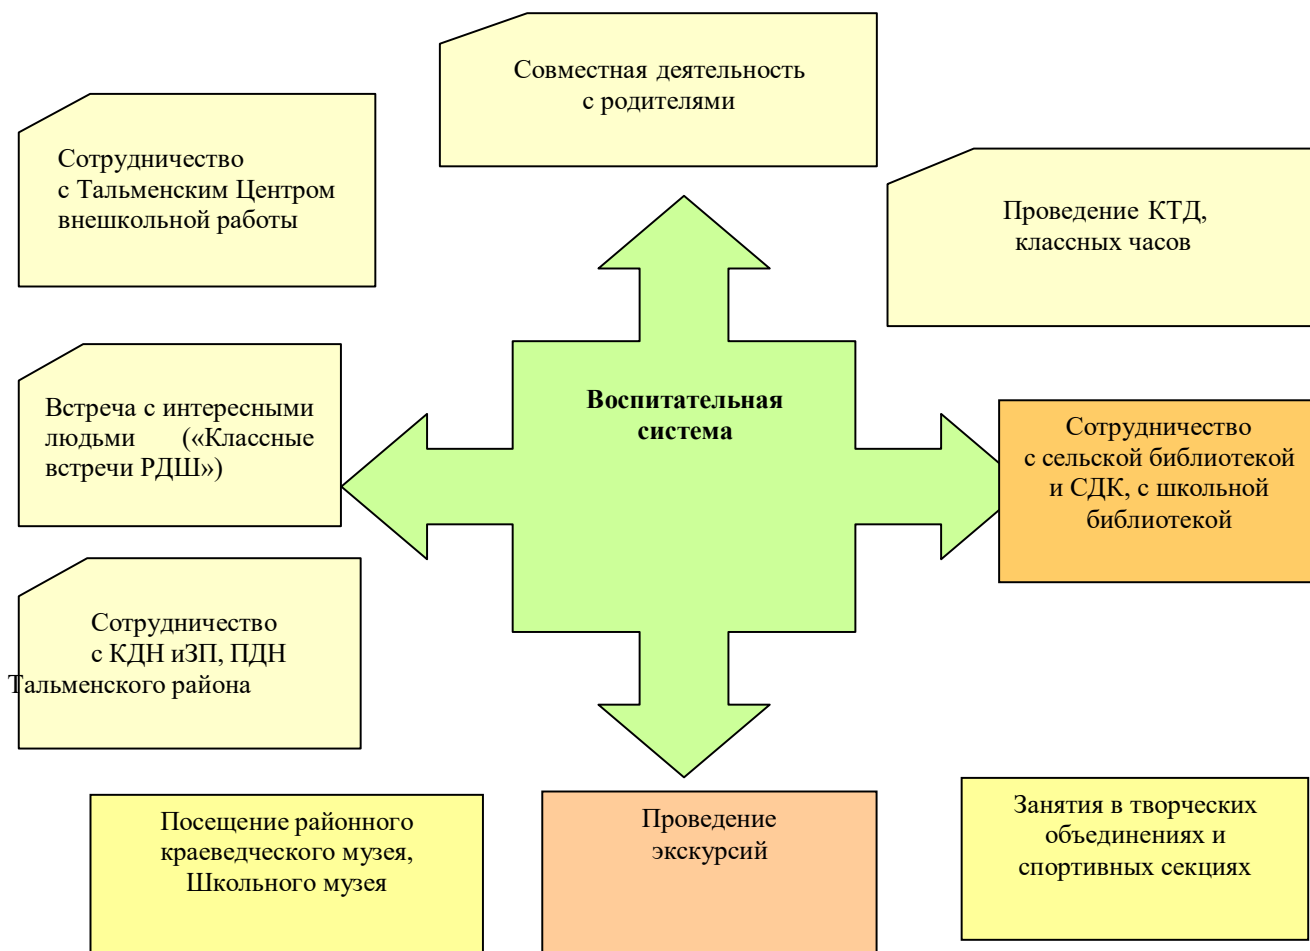 Совместная деятельность
с родителями
Сотрудничество
с Тальменским Центром
внешкольной работы
Проведение КТД,
классных часов
Встреча с интересными
людьми («Классные
встречи РДШ»)
Воспитательная
система
Сотрудничество
с сельской библиотекой
и СДК, с школьной
библиотекой
Сотрудничество
с КДН иЗП, ПДН
Тальменского района
Посещение районного
краеведческого музея,
Школьного музея
Проведение
экскурсий
Занятия в творческих
объединениях и
спортивных секциях